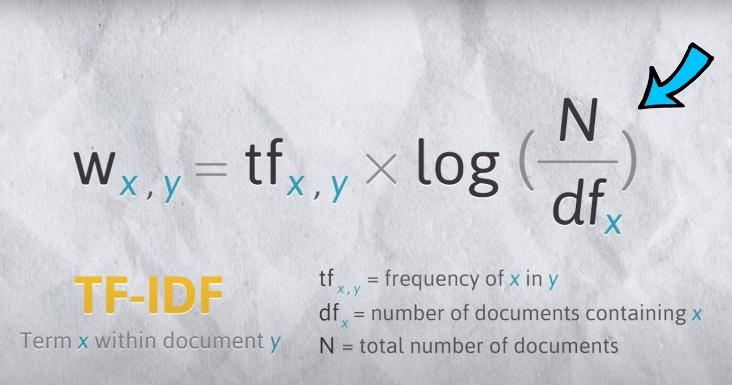 w x , y = tf x , y × log ( N / df x )
TF-IDF
Term x within document y
tf x, y = frequency of x in y
df x = number of documents containing x
N = total number of documents